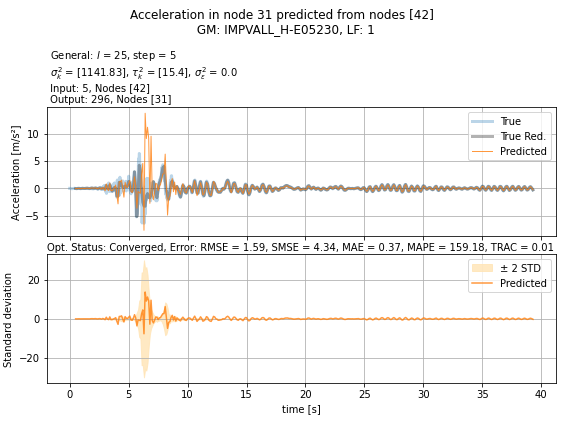 Acceleration in node 31 predicted from nodes [42]
GM: IMPVALL_H-E05230, LF: 1
General: l = 25, step = 5
σ²ₖ = [1141.83], τ²ₖ = [15.4], σ²ε = 0.0
Input: 5, Nodes [42]
Output: 296, Nodes [31]
Acceleration [m/s²]
10
5
0
−5
True
True Red.
Predicted
Opt. Status: Converged, Error: RMSE = 1.59, SMSE = 4.34, MAE = 0.37, MAPE = 159.18, TRAC = 0.01
Standard deviation
20
0
−20
± 2 STD
Predicted
0 5 10 15 20 25 30 35 40
time [s]